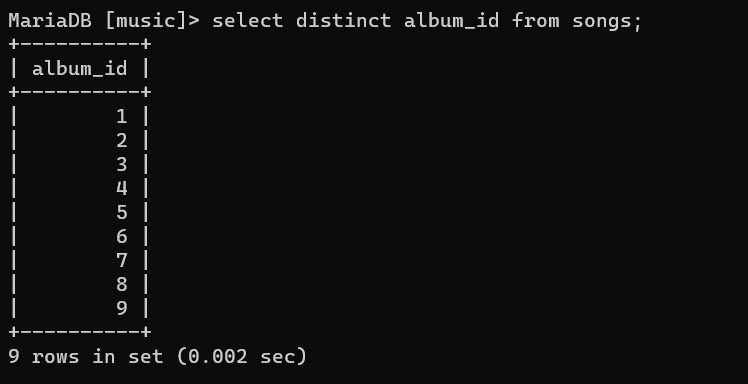 MariaDB [music]> select distinct album_id from songs;
+----------+
| album_id |
+----------+
|        1 |
|        2 |
|        3 |
|        4 |
|        5 |
|        6 |
|        7 |
|        8 |
|        9 |
+----------+
9 rows in set (0.002 sec)